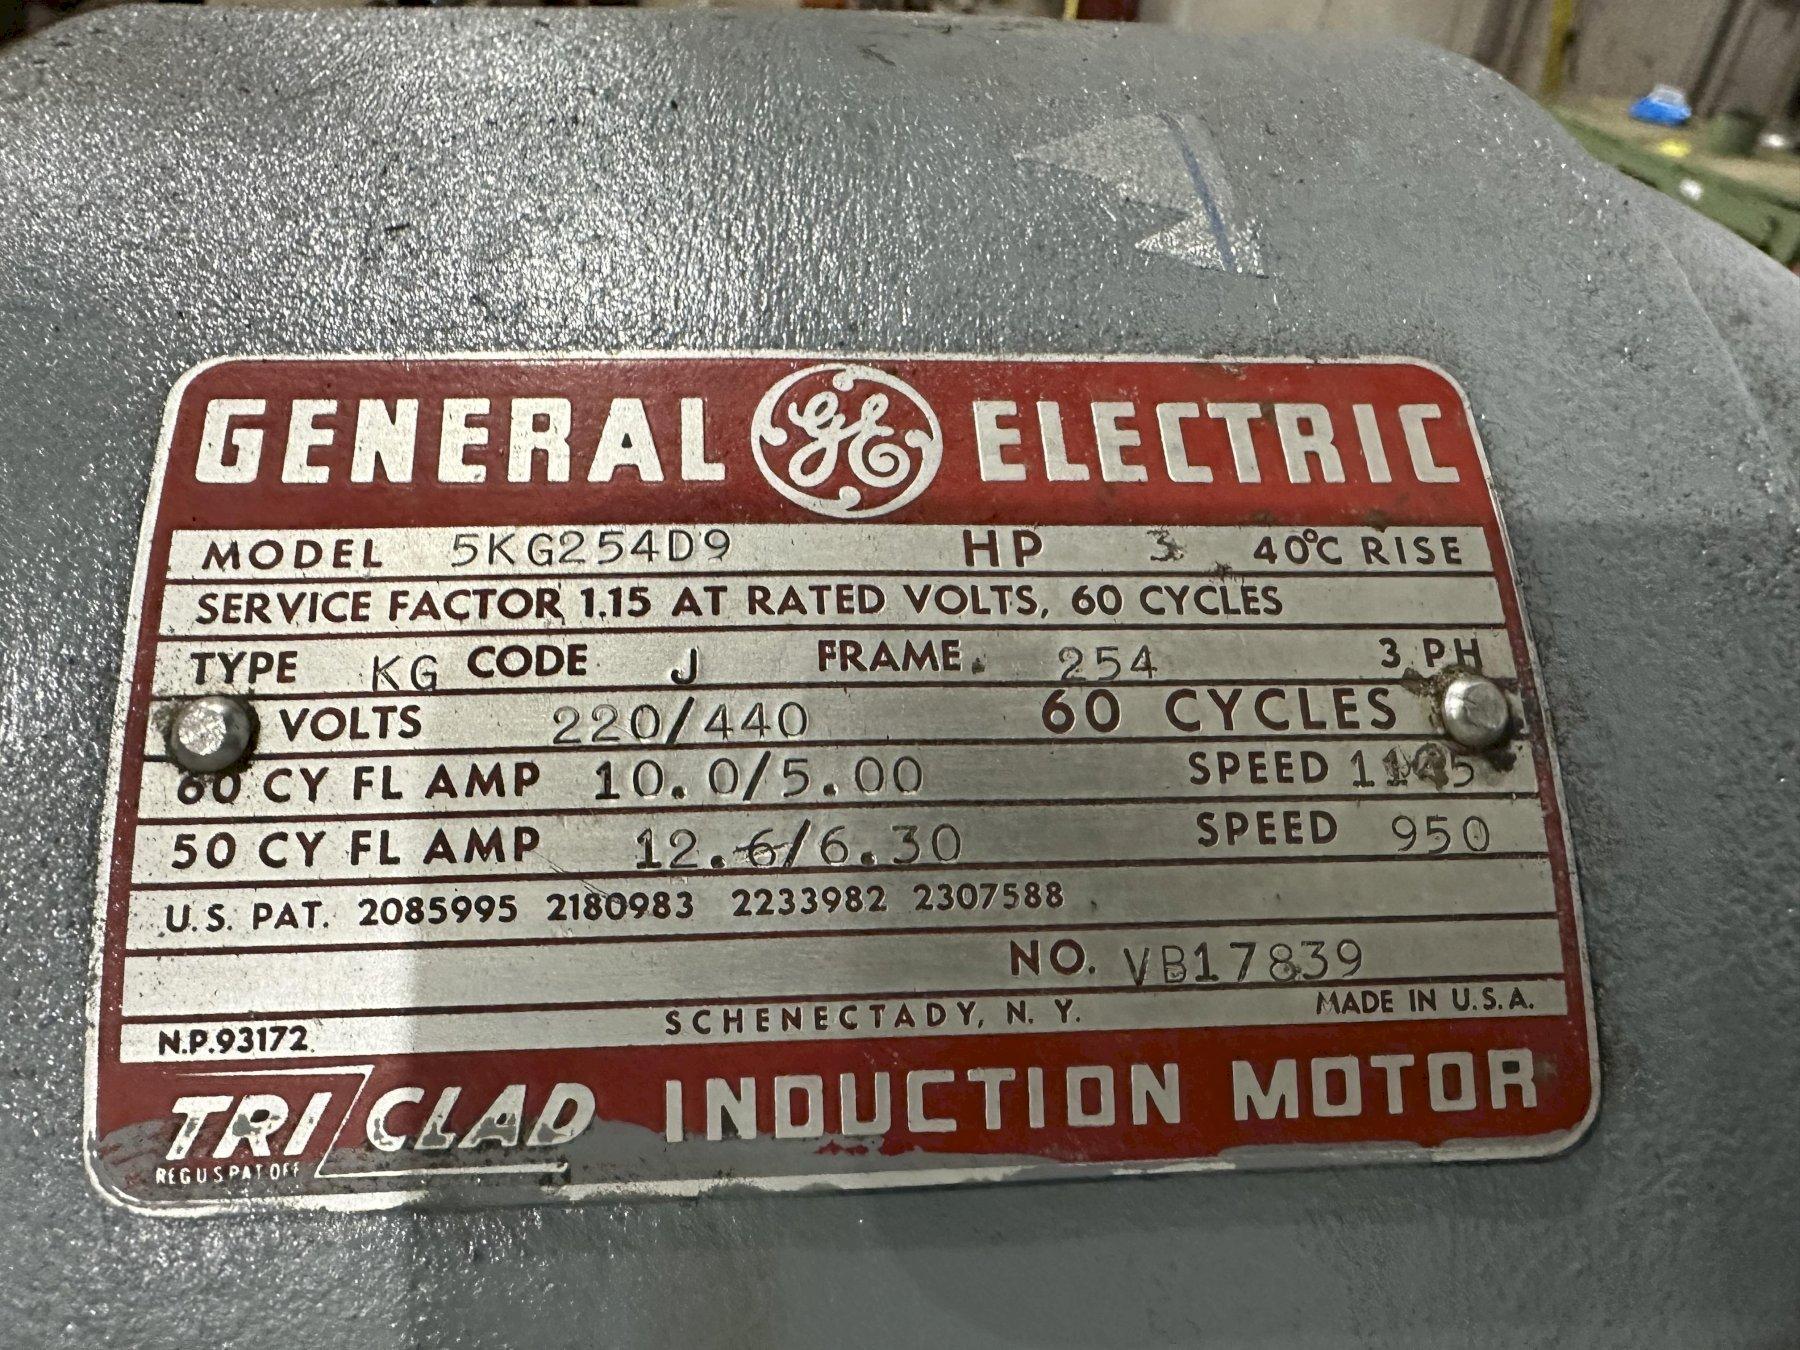 GENERAL GE ELECTRIC
MODEL 5KG254D9 HP 3 40°C RISE
SERVICE FACTOR 1.15 AT RATED VOLTS, 60 CYCLES
TYPE KG CODE J FRAME 254 3 PH
VOLTS 220/440 60 CYCLES
60 CY FL AMP 10.0/5.00 SPEED
50 CY FL AMP 12.6/6.30 SPEED 950
U.S. PAT. 2085995 2180983 2233982 2307588
NO. VB17839
N.P.93172 SCHENECTADY, N. Y. MADE IN U.S.A.
TRI/CLAD INDUCTION MOTOR
REG U S PAT OFF